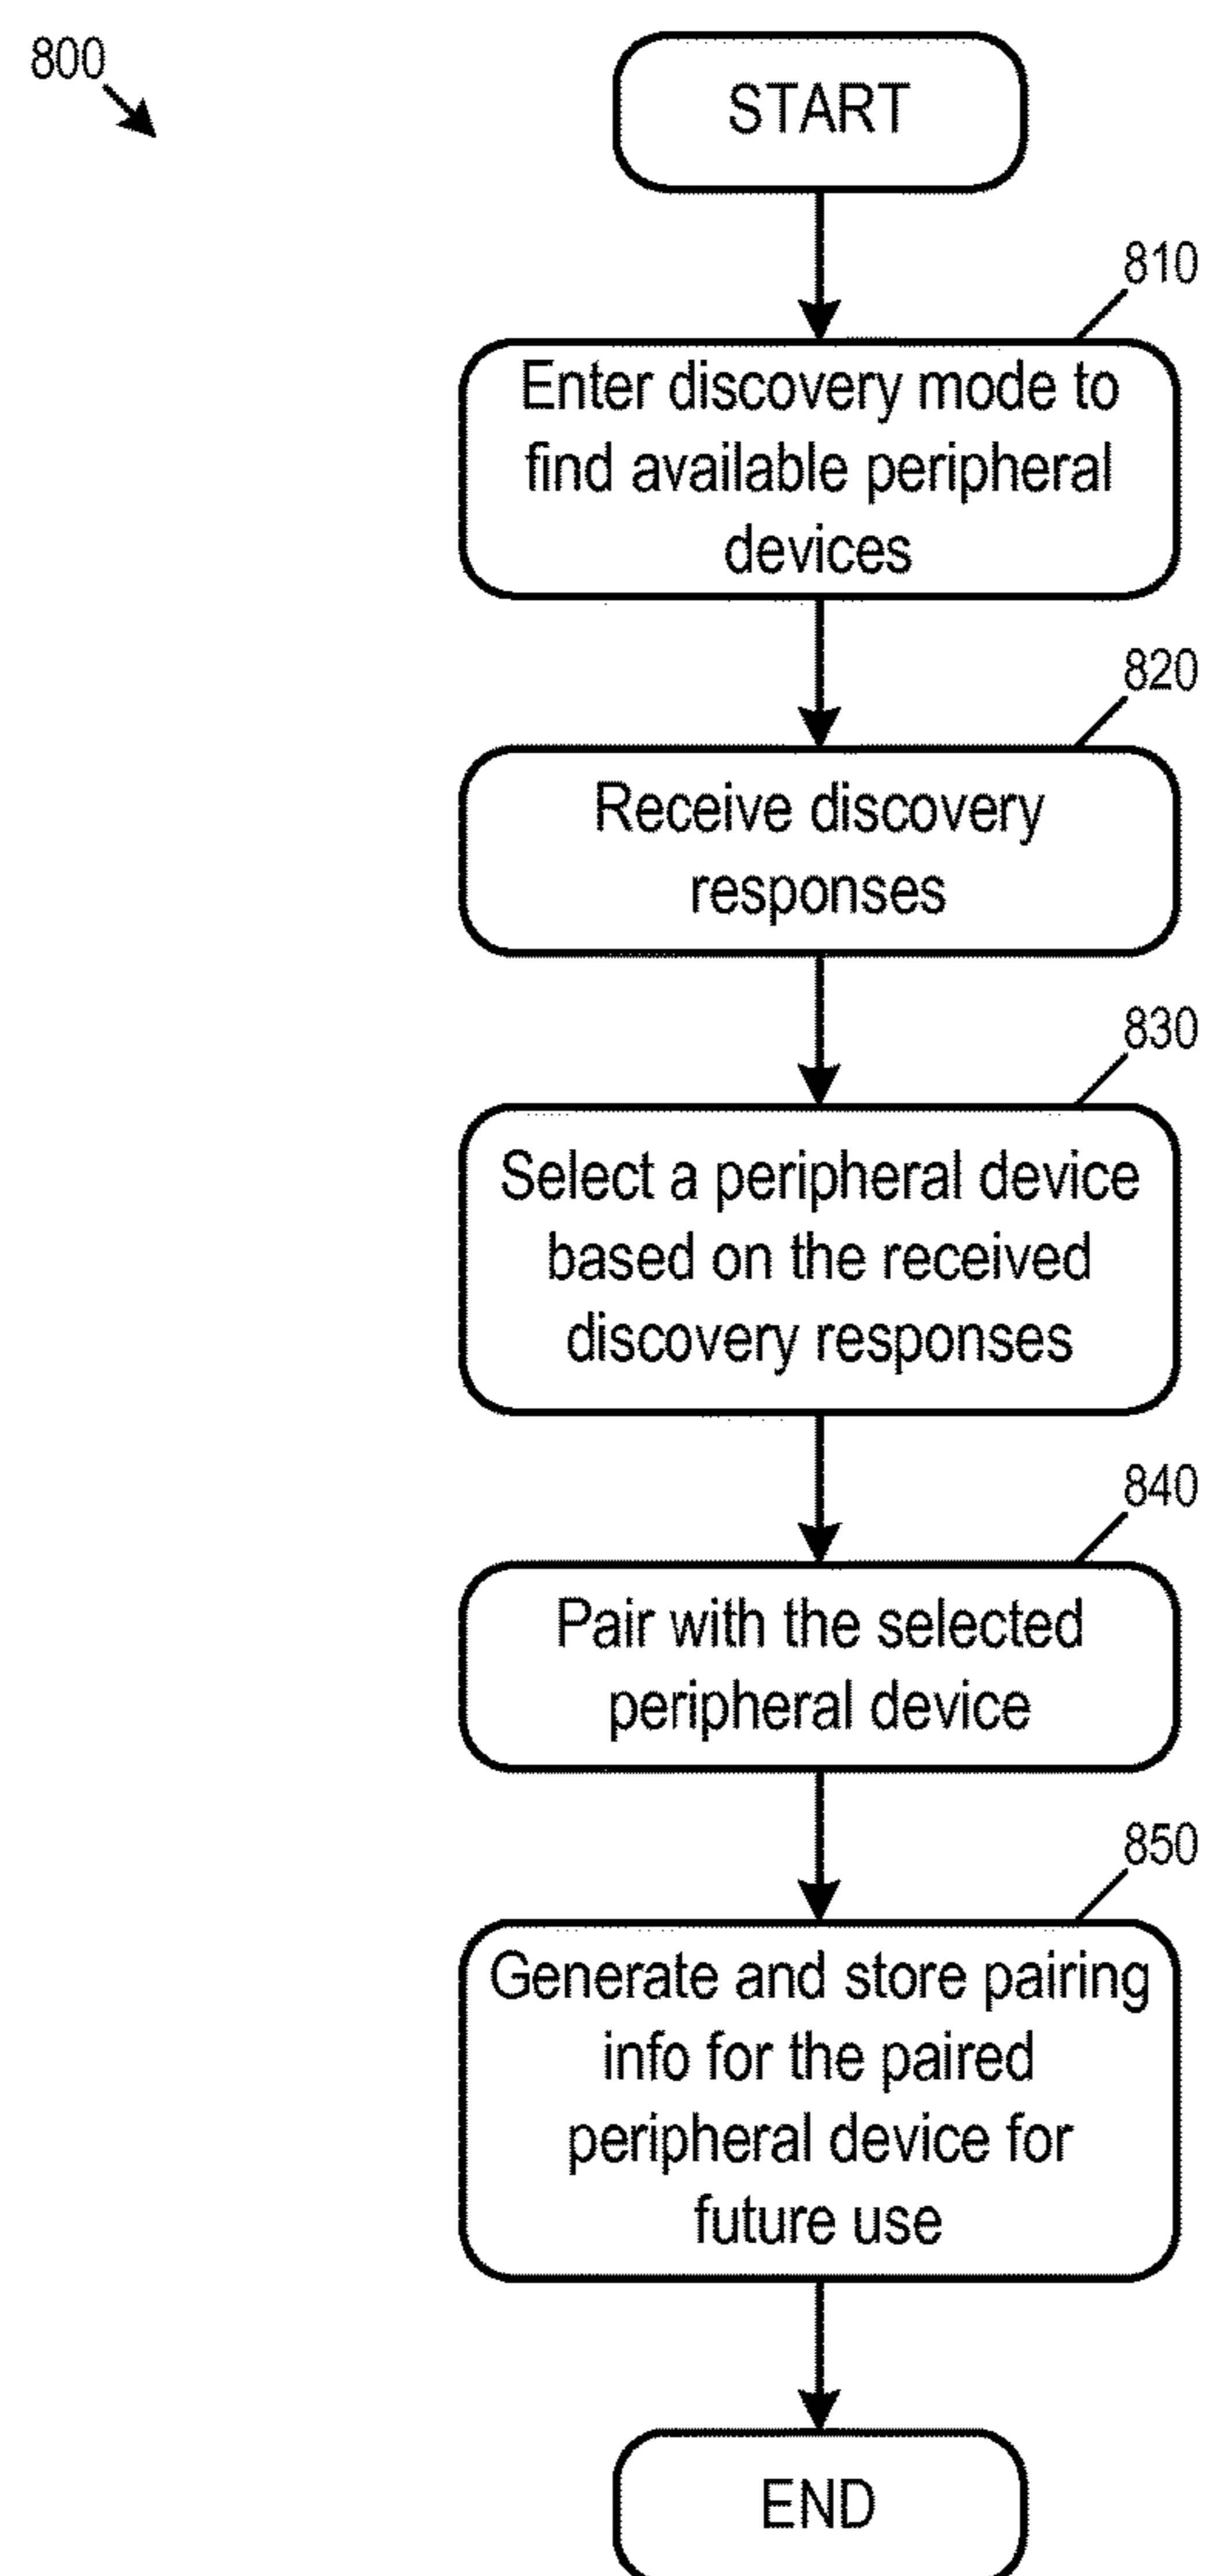 800
START
810
Enter discovery mode to
find available peripheral
devices
820
Receive discovery
responses
830
Select a peripheral device
based on the received
discovery responses
840
Pair with the selected
peripheral device
850
Generate and store pairing
info for the paired
peripheral device for
future use
END